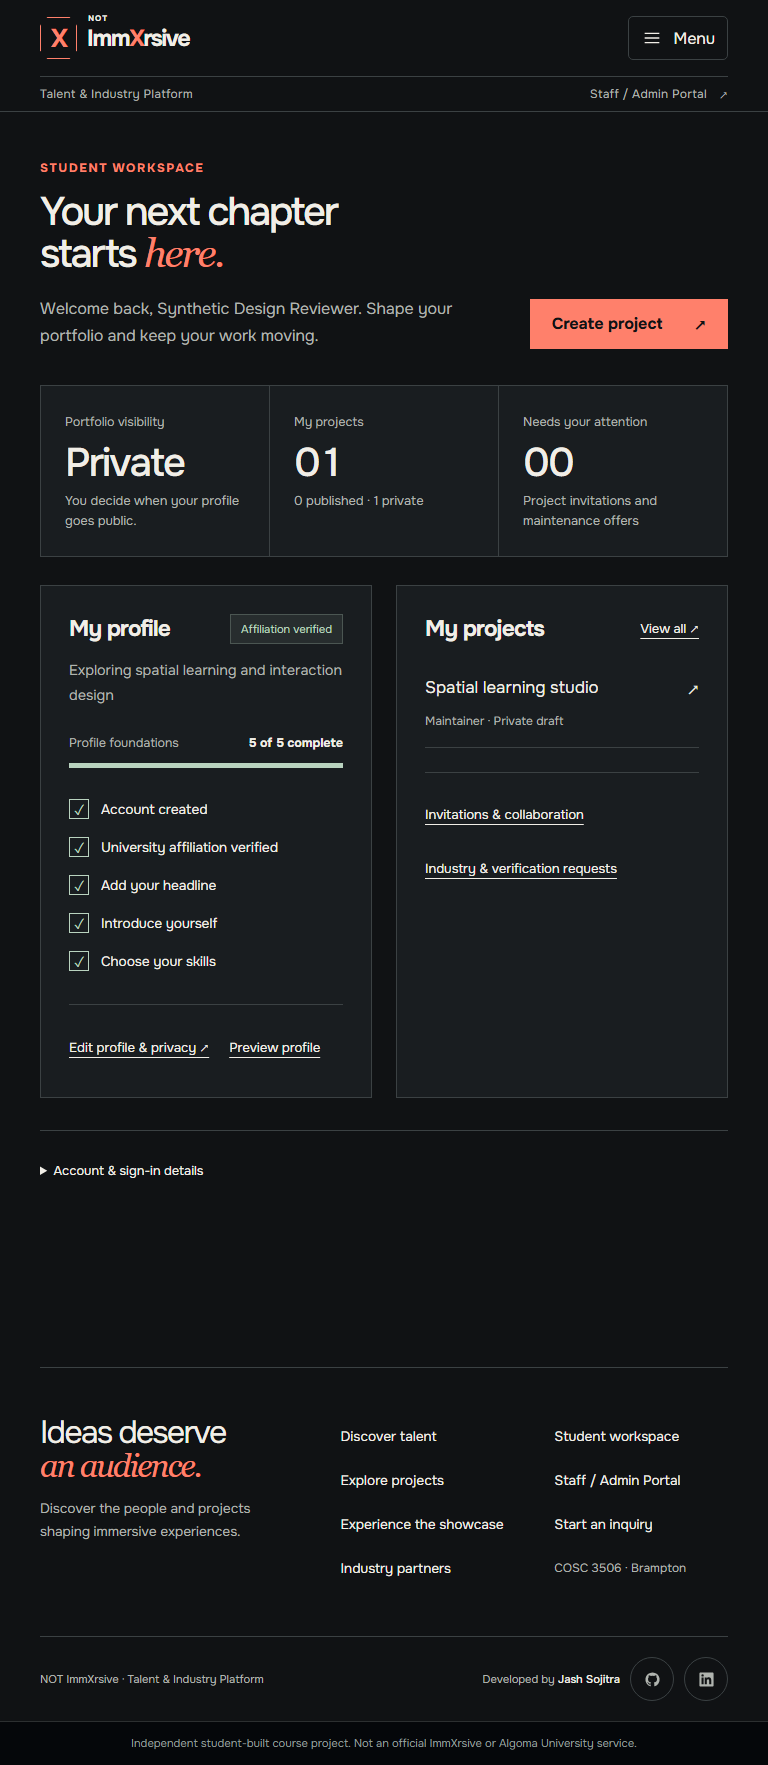 X
NOT
ImmXrsive
Menu
Talent & Industry Platform
Staff / Admin Portal ↗
STUDENT WORKSPACE
Your next chapter
starts here.
Welcome back, Synthetic Design Reviewer. Shape your
portfolio and keep your work moving.
Create project ↗
Portfolio visibility
Private
You decide when your profile
goes public.
My projects
01
0 published · 1 private
Needs your attention
00
Project invitations and
maintenance offers
My profile
Affiliation verified
Exploring spatial learning and interaction
design
Profile foundations
5 of 5 complete
✓ Account created
✓ University affiliation verified
✓ Add your headline
✓ Introduce yourself
✓ Choose your skills
Edit profile & privacy ↗
Preview profile
My projects
View all ↗
Spatial learning studio ↗
Maintainer · Private draft
Invitations & collaboration
Industry & verification requests
▶ Account & sign-in details
Ideas deserve
an audience.
Discover the people and projects
shaping immersive experiences.
Discover talent
Explore projects
Experience the showcase
Industry partners
Student workspace
Staff / Admin Portal
Start an inquiry
COSC 3506 · Brampton
NOT ImmXrsive · Talent & Industry Platform
Developed by Jash Sojitra
in
Independent student-built course project. Not an official ImmXrsive or Algoma University service.